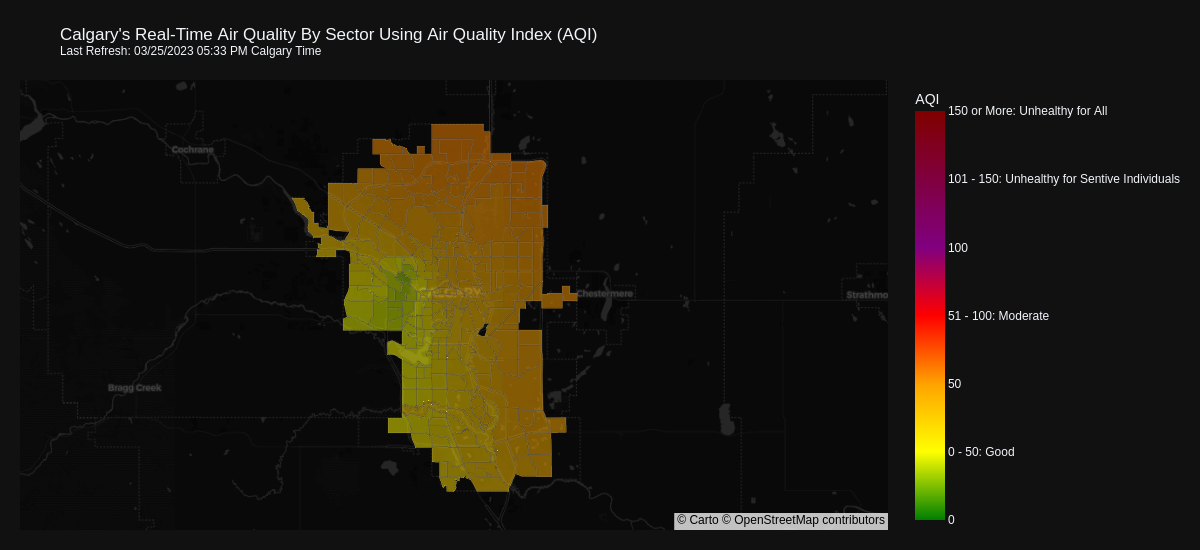 Calgary's Real-Time Air Quality By Sector Using Air Quality Index (AQI)
Last Refresh: 03/25/2023 05:33 PM Calgary Time
AQI
150 or More: Unhealthy for All
Cochrane
101 - 150: Unhealthy for Sentive Individuals
100
CALGARY
Chestermere
Strathmo
51 - 100: Moderate
50
Bragg Creek
0 - 50: Good
© Carto © OpenStreetMap contributors
0